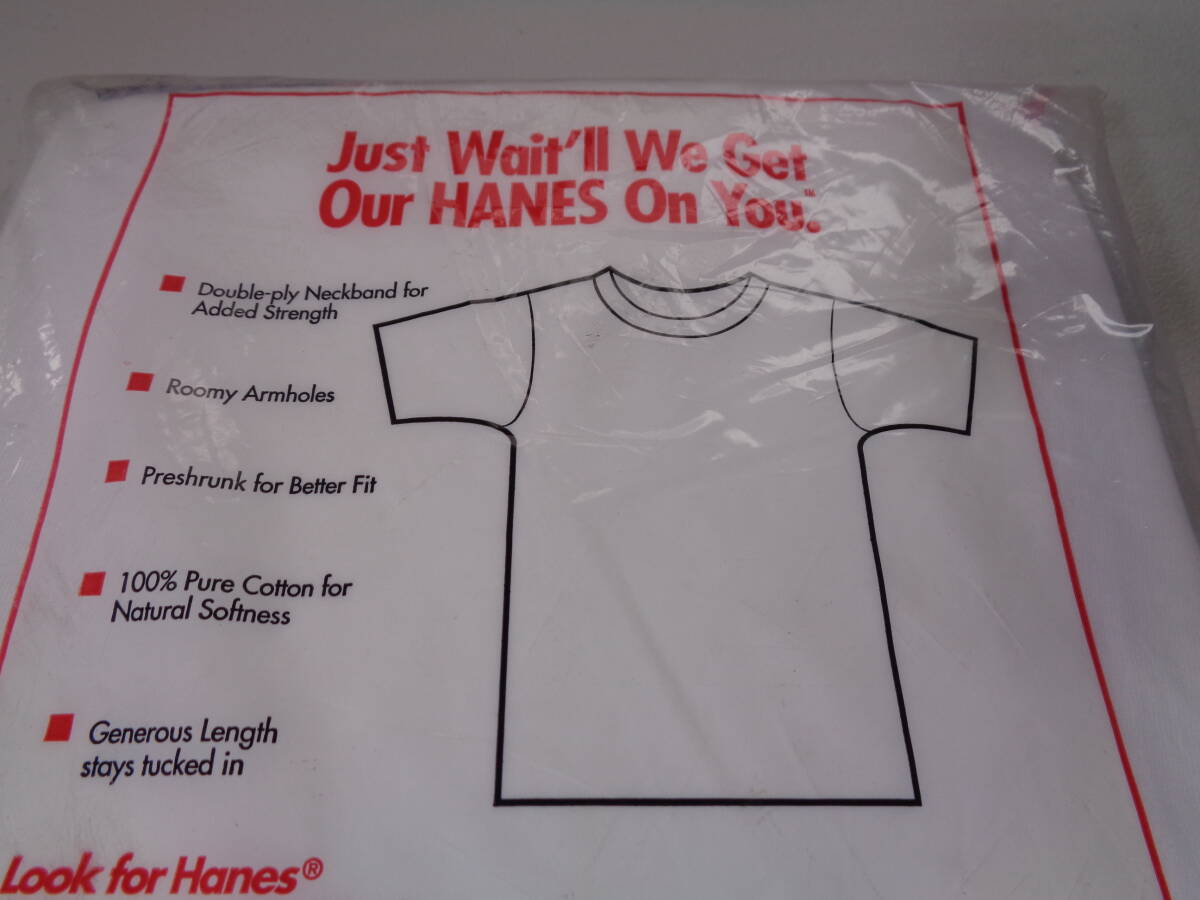 Just Wait'll We Get
Our HANES On You.™
Double-ply Neckband for
Added Strength
Roomy Armholes
Preshrunk for Better Fit
100% Pure Cotton for
Natural Softness
Generous Length
stays tucked in
Look for Hanes®